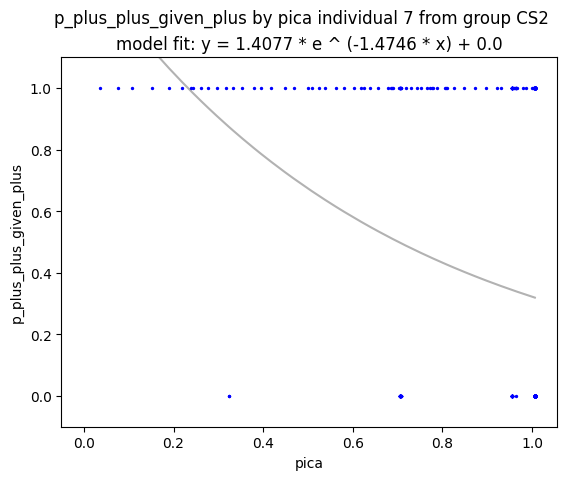 p_plus_plus_given_plus by pica individual 7 from group CS2
model fit: y = 1.4077 * e ^ (-1.4746 * x) + 0.0
p_plus_plus_given_plus
1.0
0.8
0.6
0.4
0.2
0.0
0.0 0.2 0.4 0.6 0.8 1.0
pica